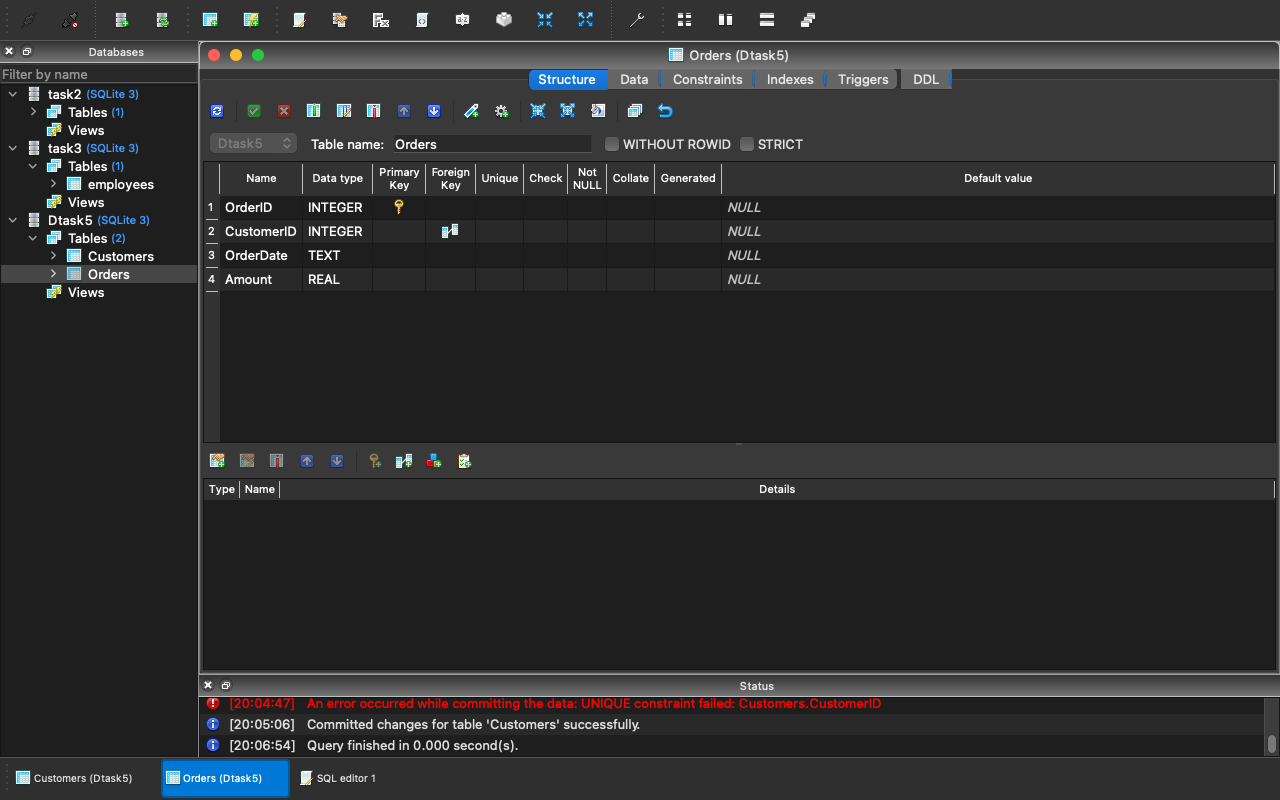 Databases
Filter by name
task2 (SQLite 3)
Tables (1)
Views
task3 (SQLite 3)
Tables (1)
employees
Views
Dtask5 (SQLite 3)
Tables (2)
Customers
Orders
Views
Orders (Dtask5)
Structure Data Constraints Indexes Triggers DDL
Dtask5 Table name: Orders WITHOUT ROWID STRICT
Name Data type Primary Key Foreign Key Unique Check Not NULL Collate Generated Default value
1 OrderID INTEGER NULL
2 CustomerID INTEGER NULL
3 OrderDate TEXT NULL
4 Amount REAL NULL
Type Name Details
Status
[20:04:47] An error occurred while committing the data: UNIQUE constraint failed: Customers.CustomerID
[20:05:06] Committed changes for table 'Customers' successfully.
[20:06:54] Query finished in 0.000 second(s).
Customers (Dtask5) Orders (Dtask5) SQL editor 1